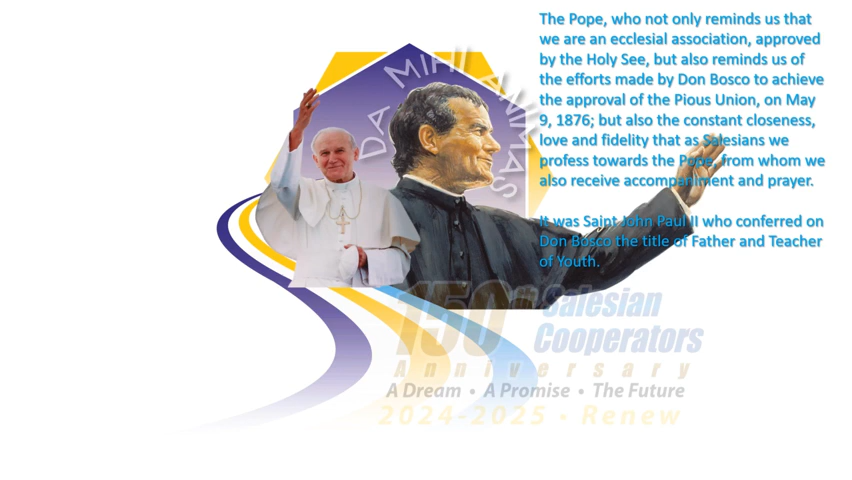 The Pope, who not only reminds us that
we are an ecclesial association, approved
by the Holy See, but also reminds us of
the efforts made by Don Bosco to achieve
the approval of the Pious Union, on May
9, 1876; but also the constant closeness,
love and fidelity that as Salesians we
profess towards the Pope, from whom we
also receive accompaniment and prayer.
It was Saint John Paul II who conferred on
Don Bosco the title of Father and Teacher
of Youth.
DA MIHI ANIMAS
150º Salesian
Cooperators
Anniversary
A Dream • A Promise • The Future
2024-2025 • Renew